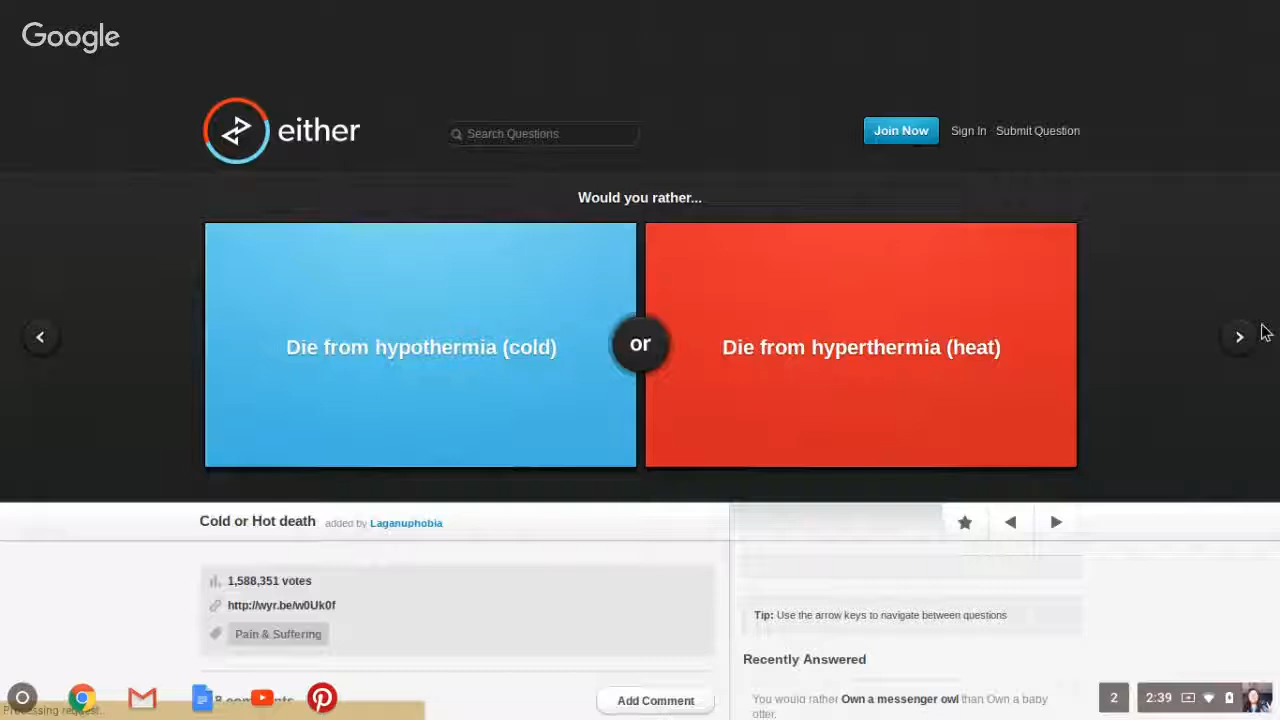 Google
either
Search Questions
Join Now
Sign In
Submit Question
Would you rather...
Die from hypothermia (cold)
or
Die from hyperthermia (heat)
Cold or Hot death added by Laganuphobia
1,588,351 votes
http://wyr.be/w0Uk0f
Pain & Suffering
Tip: Use the arrow keys to navigate between questions
Recently Answered
You would rather Own a messenger owl than Own a baby
otter.
Add Comment
2
2:39
Processing request...